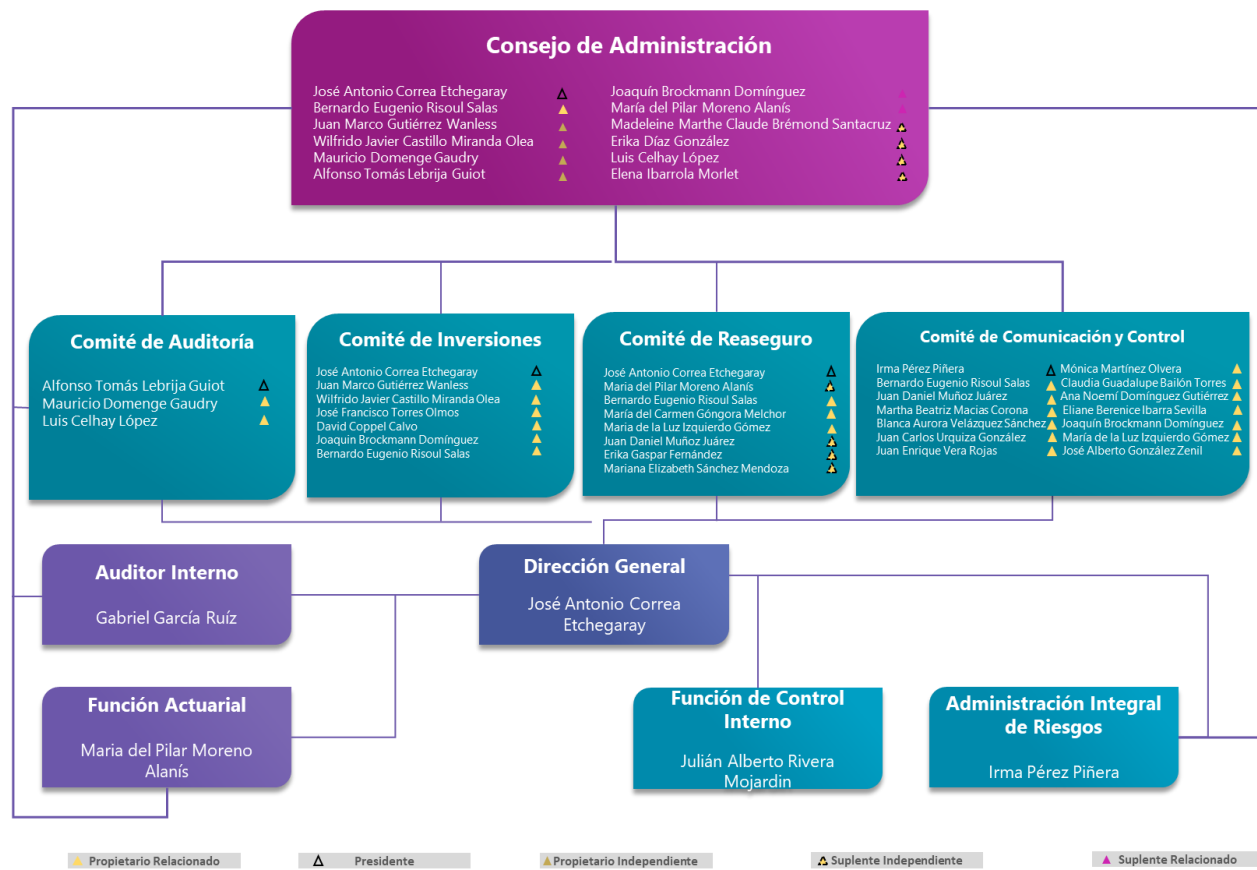 Consejo de Administración
José Antonio Correa Etchegaray
Bernardo Eugenio Risoul Salas
Juan Marco Gutiérrez Wanless
Wilfrido Javier Castillo Miranda Olea
Mauricio Domenge Gaudry
Alfonso Tomás Lebrija Guiot
Joaquín Brockmann Domínguez
María del Pilar Moreno Alanís
Madeleine Marthe Claude Brémond Santacruz
Erika Díaz González
Luis Celhay López
Elena Ibarrola Morlet
Comité de Auditoría
Alfonso Tomás Lebrija Guiot
Mauricio Domenge Gaudry
Luis Celhay López
Comité de Inversiones
José Antonio Correa Etchegaray
Juan Marco Gutiérrez Wanless
Wilfrido Javier Castillo Miranda Olea
José Francisco Torres Olmos
David Coppel Calvo
Joaquin Brockmann Domínguez
Bernardo Eugenio Risoul Salas
Comité de Reaseguro
José Antonio Correa Etchegaray
Maria del Pilar Moreno Alanís
Bernardo Eugenio Risoul Salas
María del Carmen Góngora Melchor
Maria de la Luz Izquierdo Gómez
Juan Daniel Muñoz Juárez
Erika Gaspar Fernández
Mariana Elizabeth Sánchez Mendoza
Comité de Comunicación y Control
Irma Pérez Piñera
Bernardo Eugenio Risoul Salas
Juan Daniel Muñoz Juárez
Martha Beatriz Macias Corona
Blanca Aurora Velázquez Sánchez
Juan Carlos Urquiza González
Juan Enrique Vera Rojas
Mónica Martínez Olvera
Claudia Guadalupe Bailón Torres
Ana Noemí Domínguez Gutiérrez
Eliane Berenice Ibarra Sevilla
Joaquín Brockmann Domínguez
María de la Luz Izquierdo Gómez
José Alberto González Zenil
Auditor Interno
Gabriel García Ruíz
Dirección General
José Antonio Correa
Etchegaray
Función Actuarial
Maria del Pilar Moreno
Alanís
Función de Control
Interno
Julián Alberto Rivera
Mojardin
Administración Integral
de Riesgos
Irma Pérez Piñera
Propietario Relacionado
Presidente
Propietario Independiente
Suplente Independiente
Suplente Relacionado